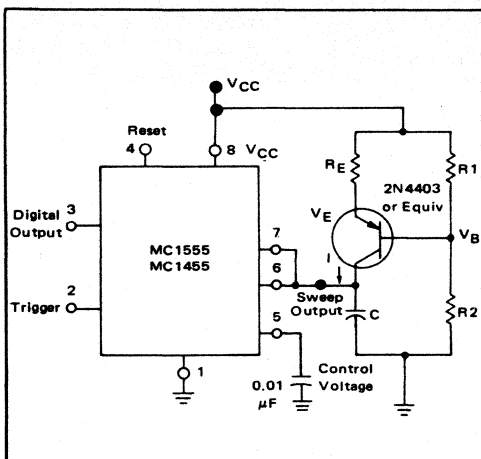 VCC
Reset
4
8 VCC
RE
R1
2N4403
or Equiv
Digital
Output
3
VE
VB
7
MC1555
MC1455
6
I
Trigger
2
Sweep
Output
C
R2
5
1
Control
Voltage
0.01
μF